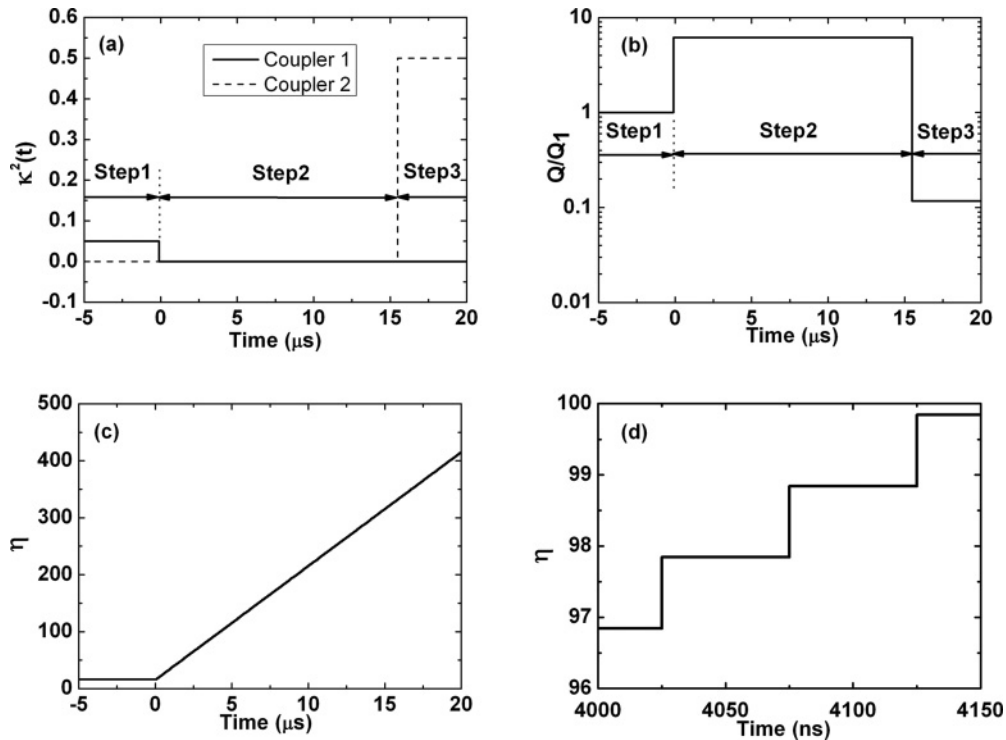 (a)
Coupler 1
Coupler 2
Step1
Step2
Step3
κ²(t)
0.6
0.5
0.4
0.3
0.2
0.1
0.0
-0.1
-5 0 5 10 15 20
Time (μs)
(b)
Step1
Step2
Step3
Q/Q₁
10
1
0.1
0.01
-5 0 5 10 15 20
Time (μs)
(c)
η
500
400
300
200
100
0
-5 0 5 10 15 20
Time (μs)
(d)
η
100
99
98
97
96
4000 4050 4100 4150
Time (ns)